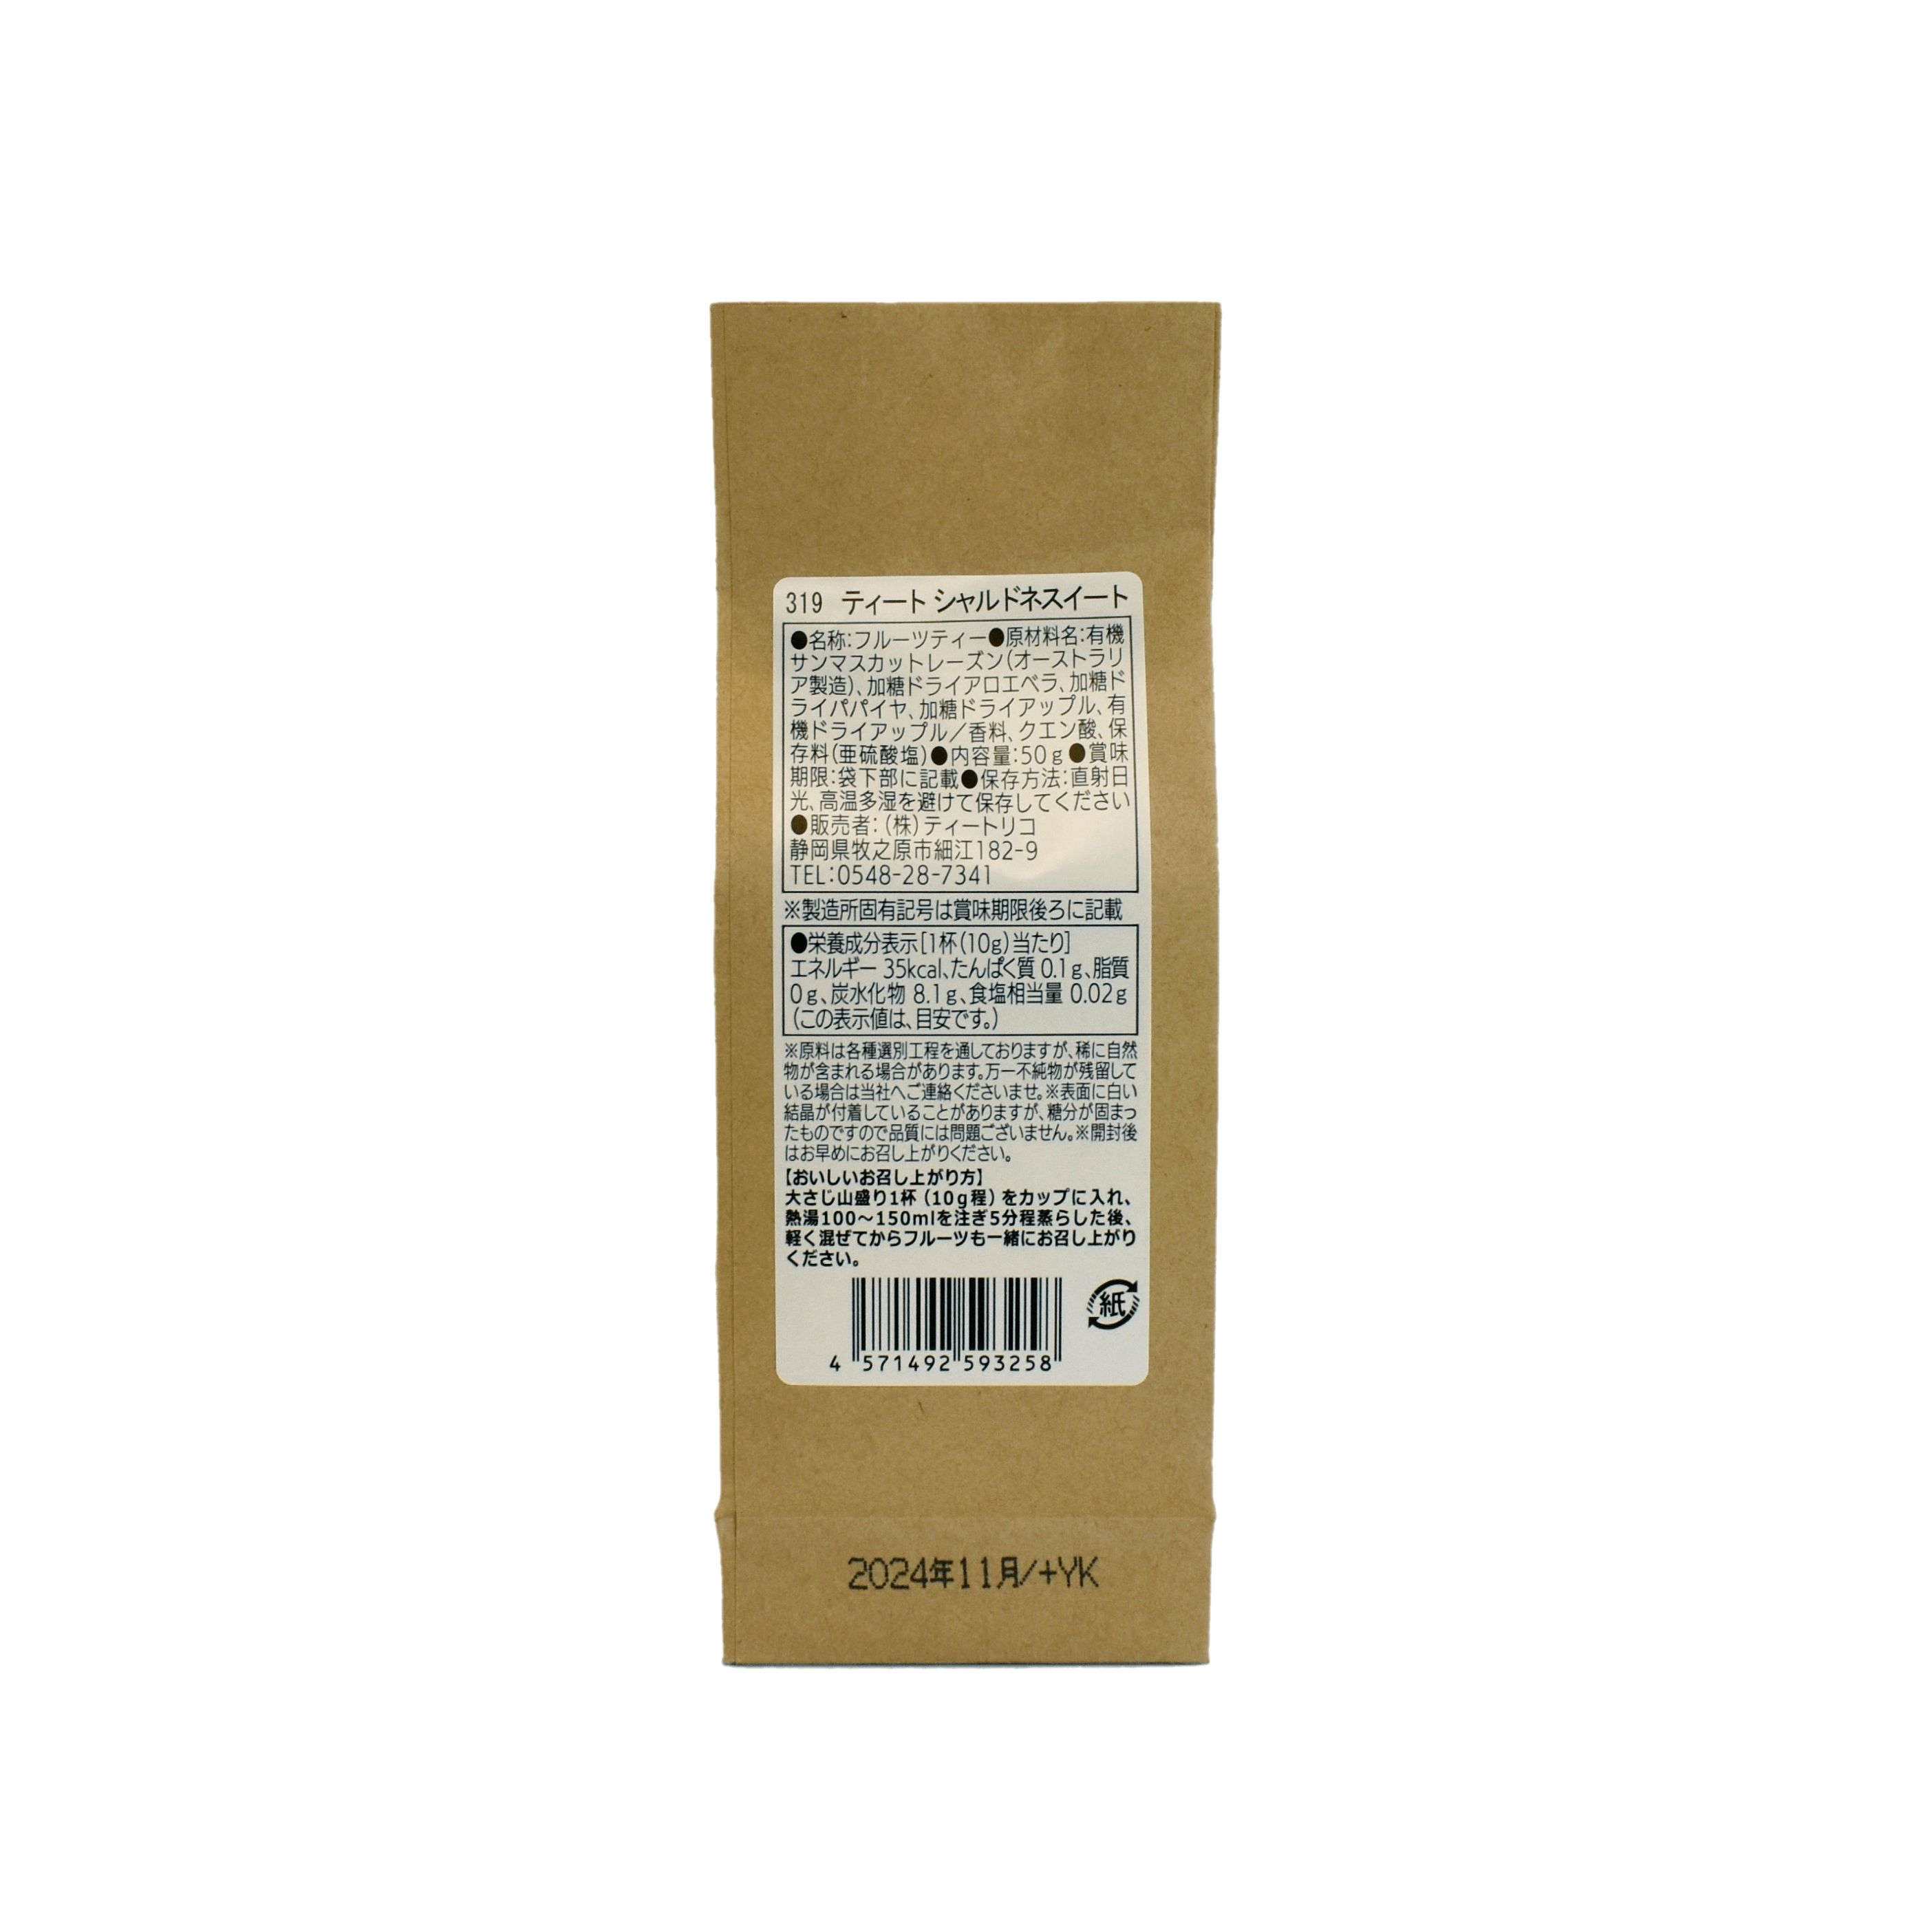 319 ティート シャルドネスイート
●名称:フルーツティー●原材料名:有機
サンマスカットレーズン(オーストラリ
ア製造)、加糖ドライアロエベラ、加糖ド
ライパパイヤ、加糖ドライアップル、有
機ドライアップル/香料、クエン酸、保
存料(亜硫酸塩)●内容量:50g●賞味
期限:袋下部に記載●保存方法:直射日
光、高温多湿を避けて保存してください
●販売者:(株)ティートリコ
静岡県牧之原市細江182-9
TEL:0548-28-7341
※製造所固有記号は賞味期限後ろに記載
●栄養成分表示[1杯(10g)当たり]
エネルギー 35kcal、たんぱく質 0.1g、脂質
0g、炭水化物 8.1g、食塩相当量 0.02g
(この表示値は、目安です。)
※原料は各種選別工程を通しておりますが、稀に自然
物が含まれる場合があります。万一不純物が残留して
いる場合は当社へご連絡くださいませ。※表面に白い
結晶が付着していることがありますが、糖分が固まっ
たものですので品質には問題ございません。※開封後
はお早めにお召し上がりください。
【おいしいお召し上がり方】
大さじ山盛り1杯(10g程)をカップに入れ、
熱湯100〜150mlを注ぎ5分程蒸らした後、
軽く混ぜてからフルーツも一緒にお召し上がり
ください。
紙
4 571492 593258
2024年11月/+YK